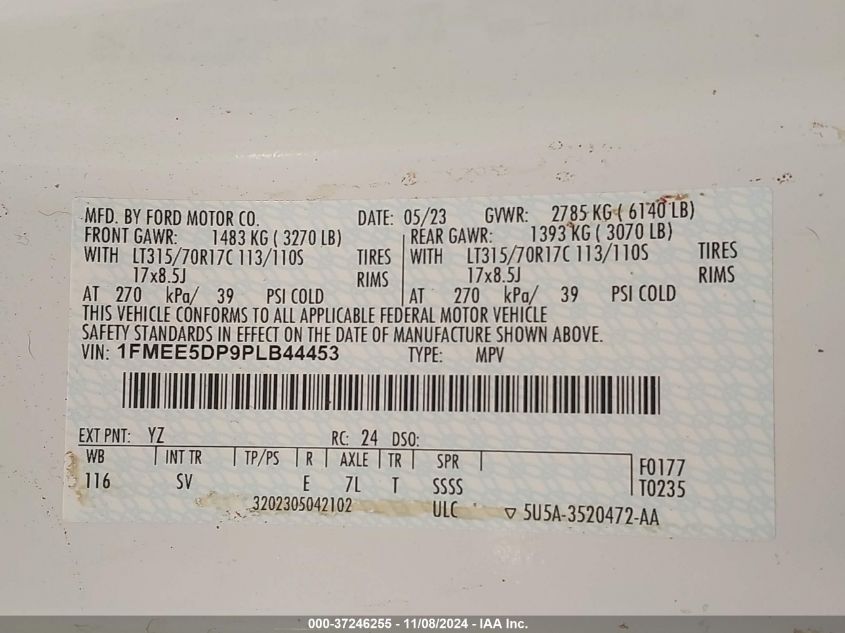 MFD. BY FORD MOTOR CO. DATE: 05/23 GVWR: 2785 KG ( 6140 LB)
FRONT GAWR: 1483 KG ( 3270 LB) REAR GAWR: 1393 KG ( 3070 LB)
WITH LT315/70R17C 113/110S TIRES WITH LT315/70R17C 113/110S TIRES
17x8.5J RIMS 17x8.5J RIMS
AT 270 kPa/ 39 PSI COLD AT 270 kPa/ 39 PSI COLD
THIS VEHICLE CONFORMS TO ALL APPLICABLE FEDERAL MOTOR VEHICLE
SAFETY STANDARDS IN EFFECT ON THE DATE OF MANUFACTURE SHOWN ABOVE.
VIN: 1FMEE5DP9PLB44453 TYPE: MPV
EXT PNT: YZ RC: 24 DSO:
WB INT TR TP/PS R AXLE TR SPR F0177
116 SV E 7L T SSSS T0235
3202305042102 ULC ▽ 5U5A-3520472-AA
000-37246255 - 11/08/2024 - IAA Inc.